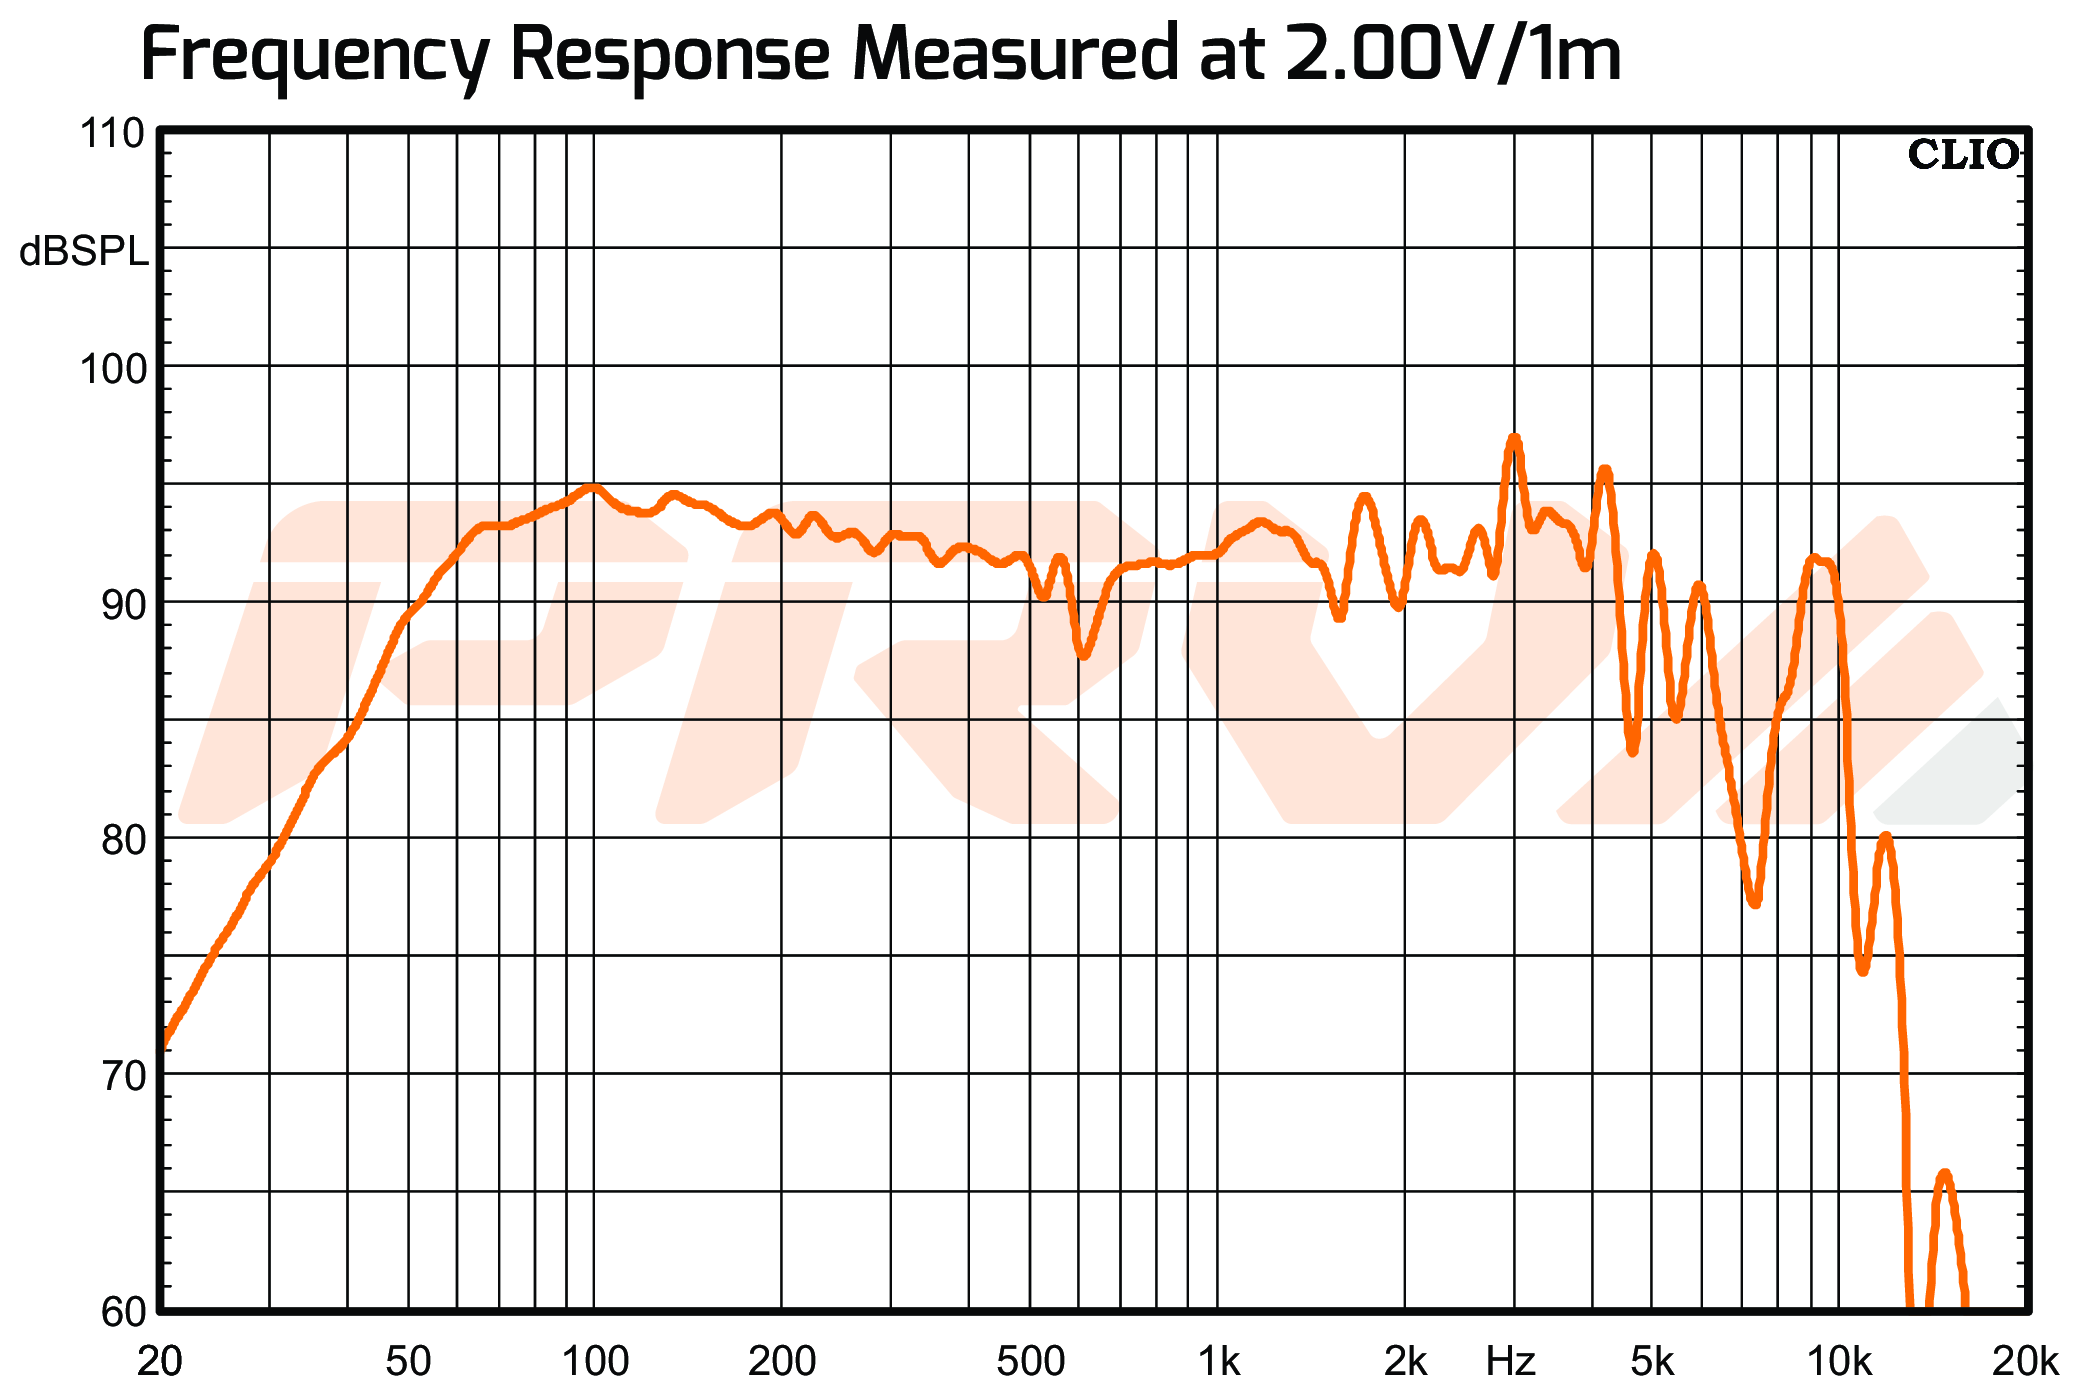 Frequency Response Measured at 2.00V/1m
110
CLIO
dBSPL
100
90
80
70
60
20 50 100 200 500 1k 2k Hz 5k 10k 20k
PRV